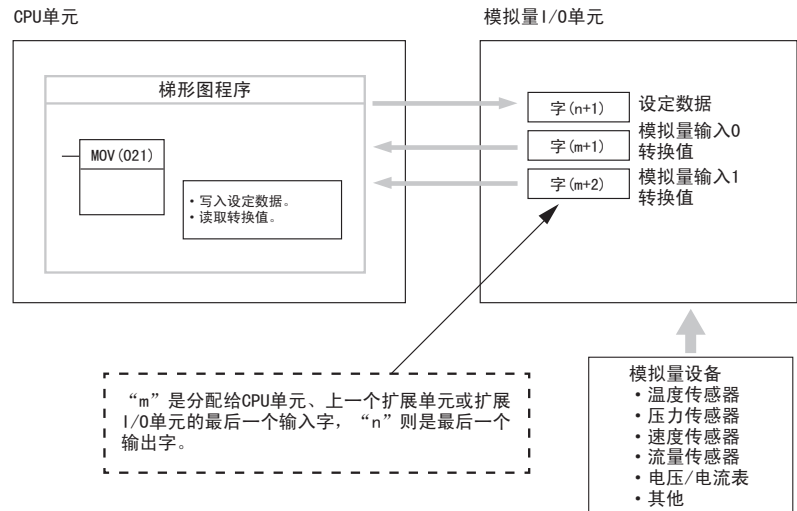 CPU单元
模拟量I/O单元
梯形图程序
MOV(021)
・写入设定数据。
・读取转换值。
字(n+1)
设定数据
字(m+1)
模拟量输入0
转换值
字(m+2)
模拟量输入1
转换值
“m”是分配给CPU单元、上一个扩展单元或扩展
I/O单元的最后一个输入字，“n”则是最后一个
输出字。
模拟量设备
・温度传感器
・压力传感器
・速度传感器
・流量传感器
・电压/电流表
・其他